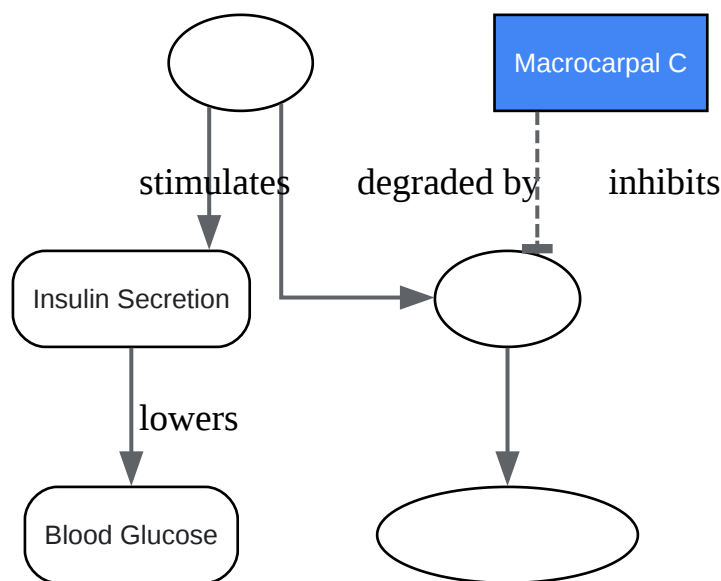 Macrocarpal C
stimulates
degraded by
inhibits
Insulin Secretion
lowers
Blood Glucose